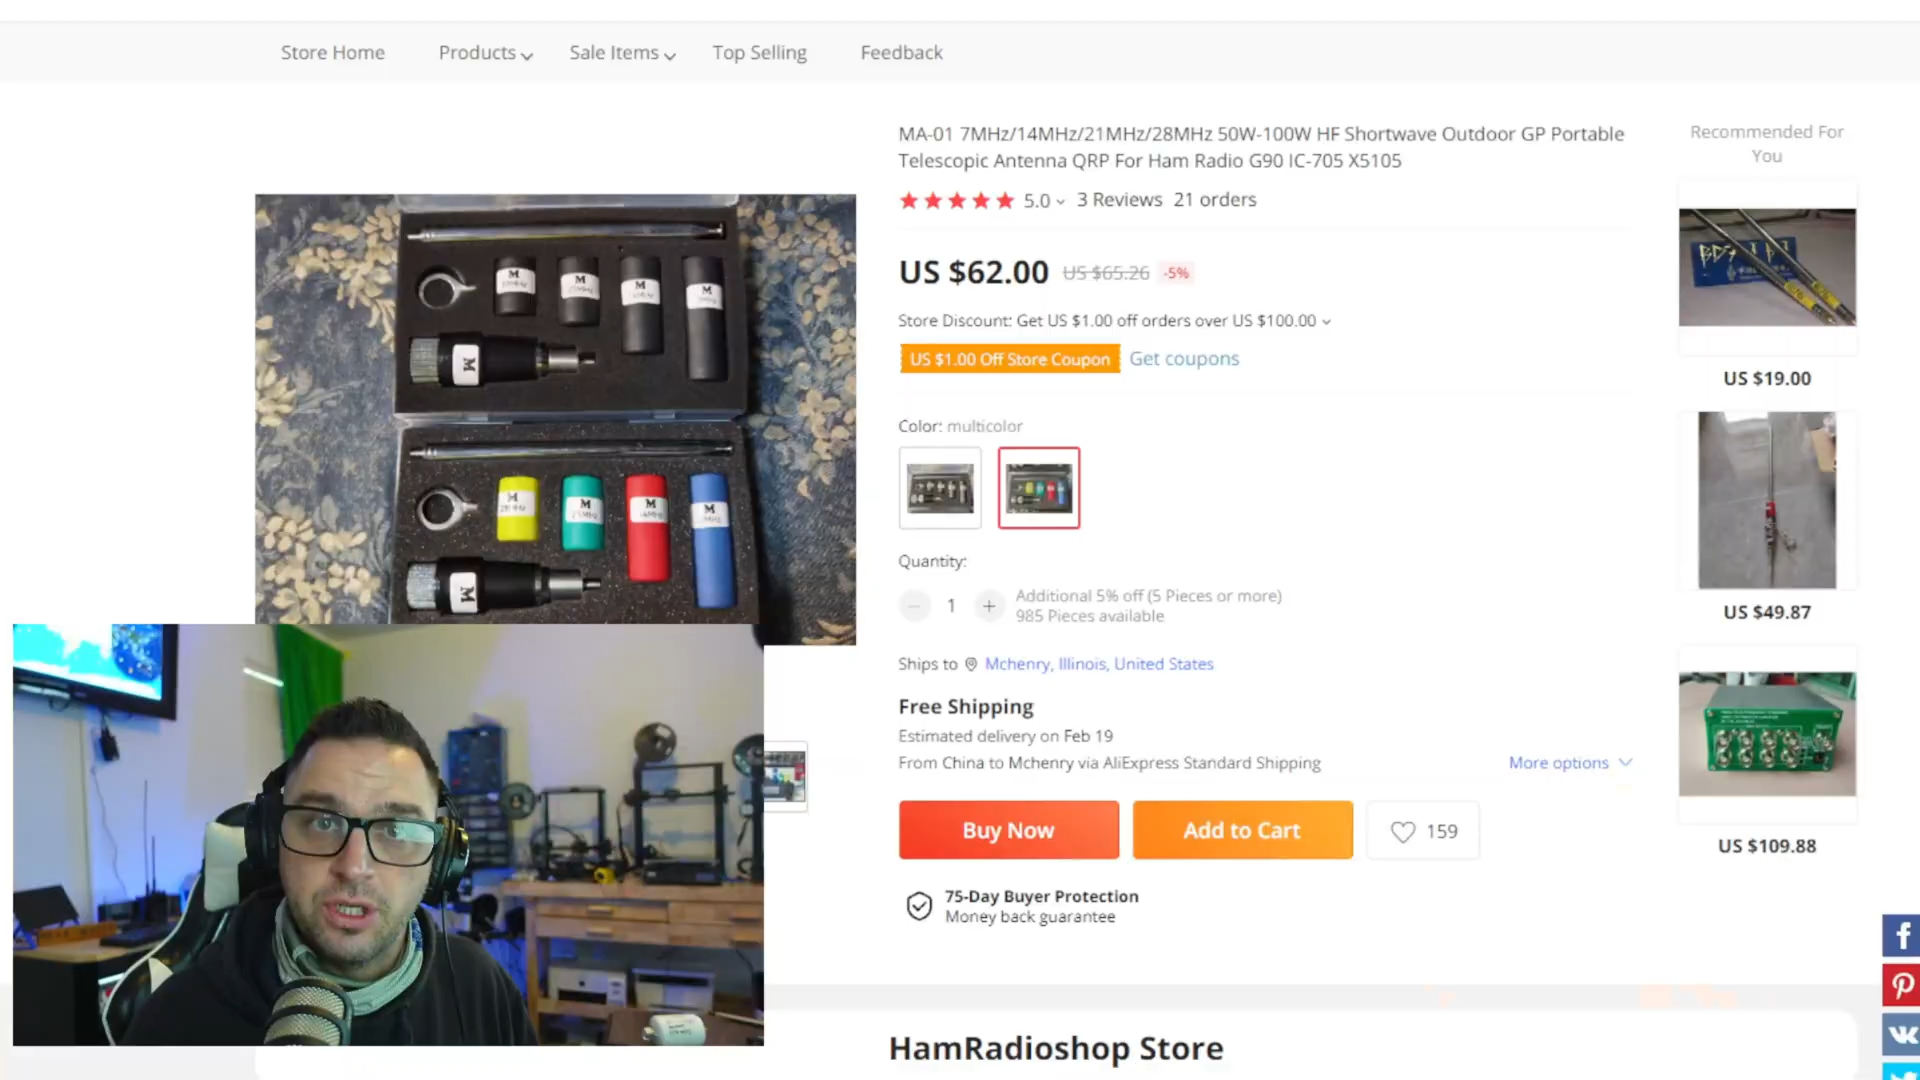 Store Home
Products
Sale Items
Top Selling
Feedback
MA-01 7MHz/14MHz/21MHz/28MHz 50W-100W HF Shortwave Outdoor GP Portable
Telescopic Antenna QRP For Ham Radio G90 IC-705 X5105
5.0
3 Reviews
21 orders
US $62.00
US $65.26
-5%
Store Discount: Get US $1.00 off orders over US $100.00
US $1.00 Off Store Coupon
Get coupons
Color: multicolor
Quantity:
1
Additional 5% off (5 Pieces or more)
985 Pieces available
Ships to
Mchenry, Illinois, United States
Free Shipping
Estimated delivery on Feb 19
From China to Mchenry via AliExpress Standard Shipping
More options
Buy Now
Add to Cart
159
75-Day Buyer Protection
Money back guarantee
HamRadioshop Store
Recommended For
You
US $19.00
US $49.87
US $109.88
M
M
M
M
M
M
M
M
M
M